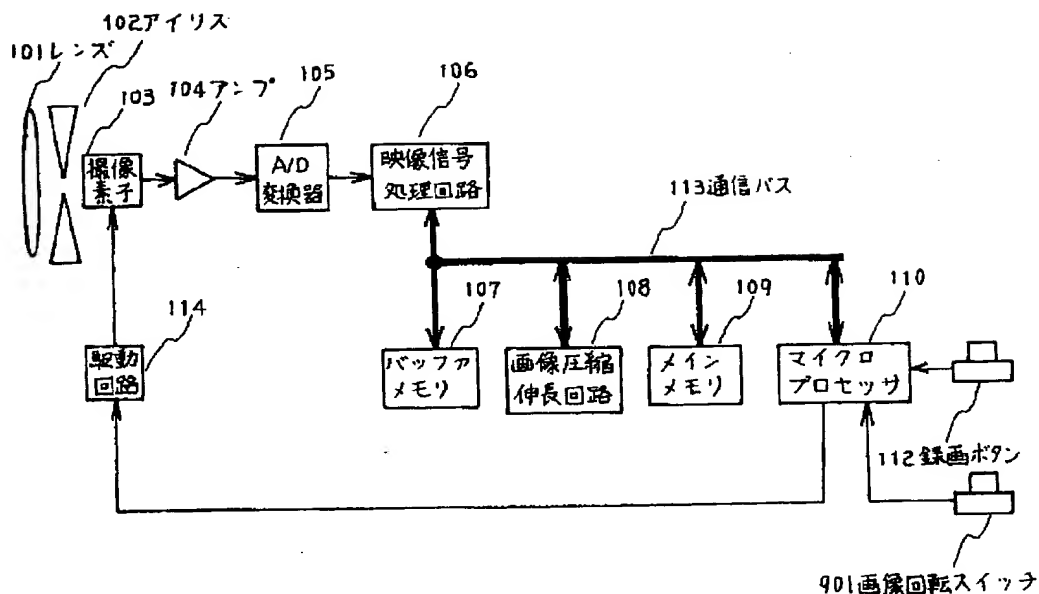 102アイリス
101レンズ
103
104アンプ
105
106
撮像
素子
A/D
変換器
映像信号
処理回路
113通信バス
114
107
108
109
110
駆動
回路
バッファ
メモリ
画像圧縮
伸長回路
メイン
メモリ
マイクロ
プロセッサ
112録画ボタン
901画像回転スイッチ